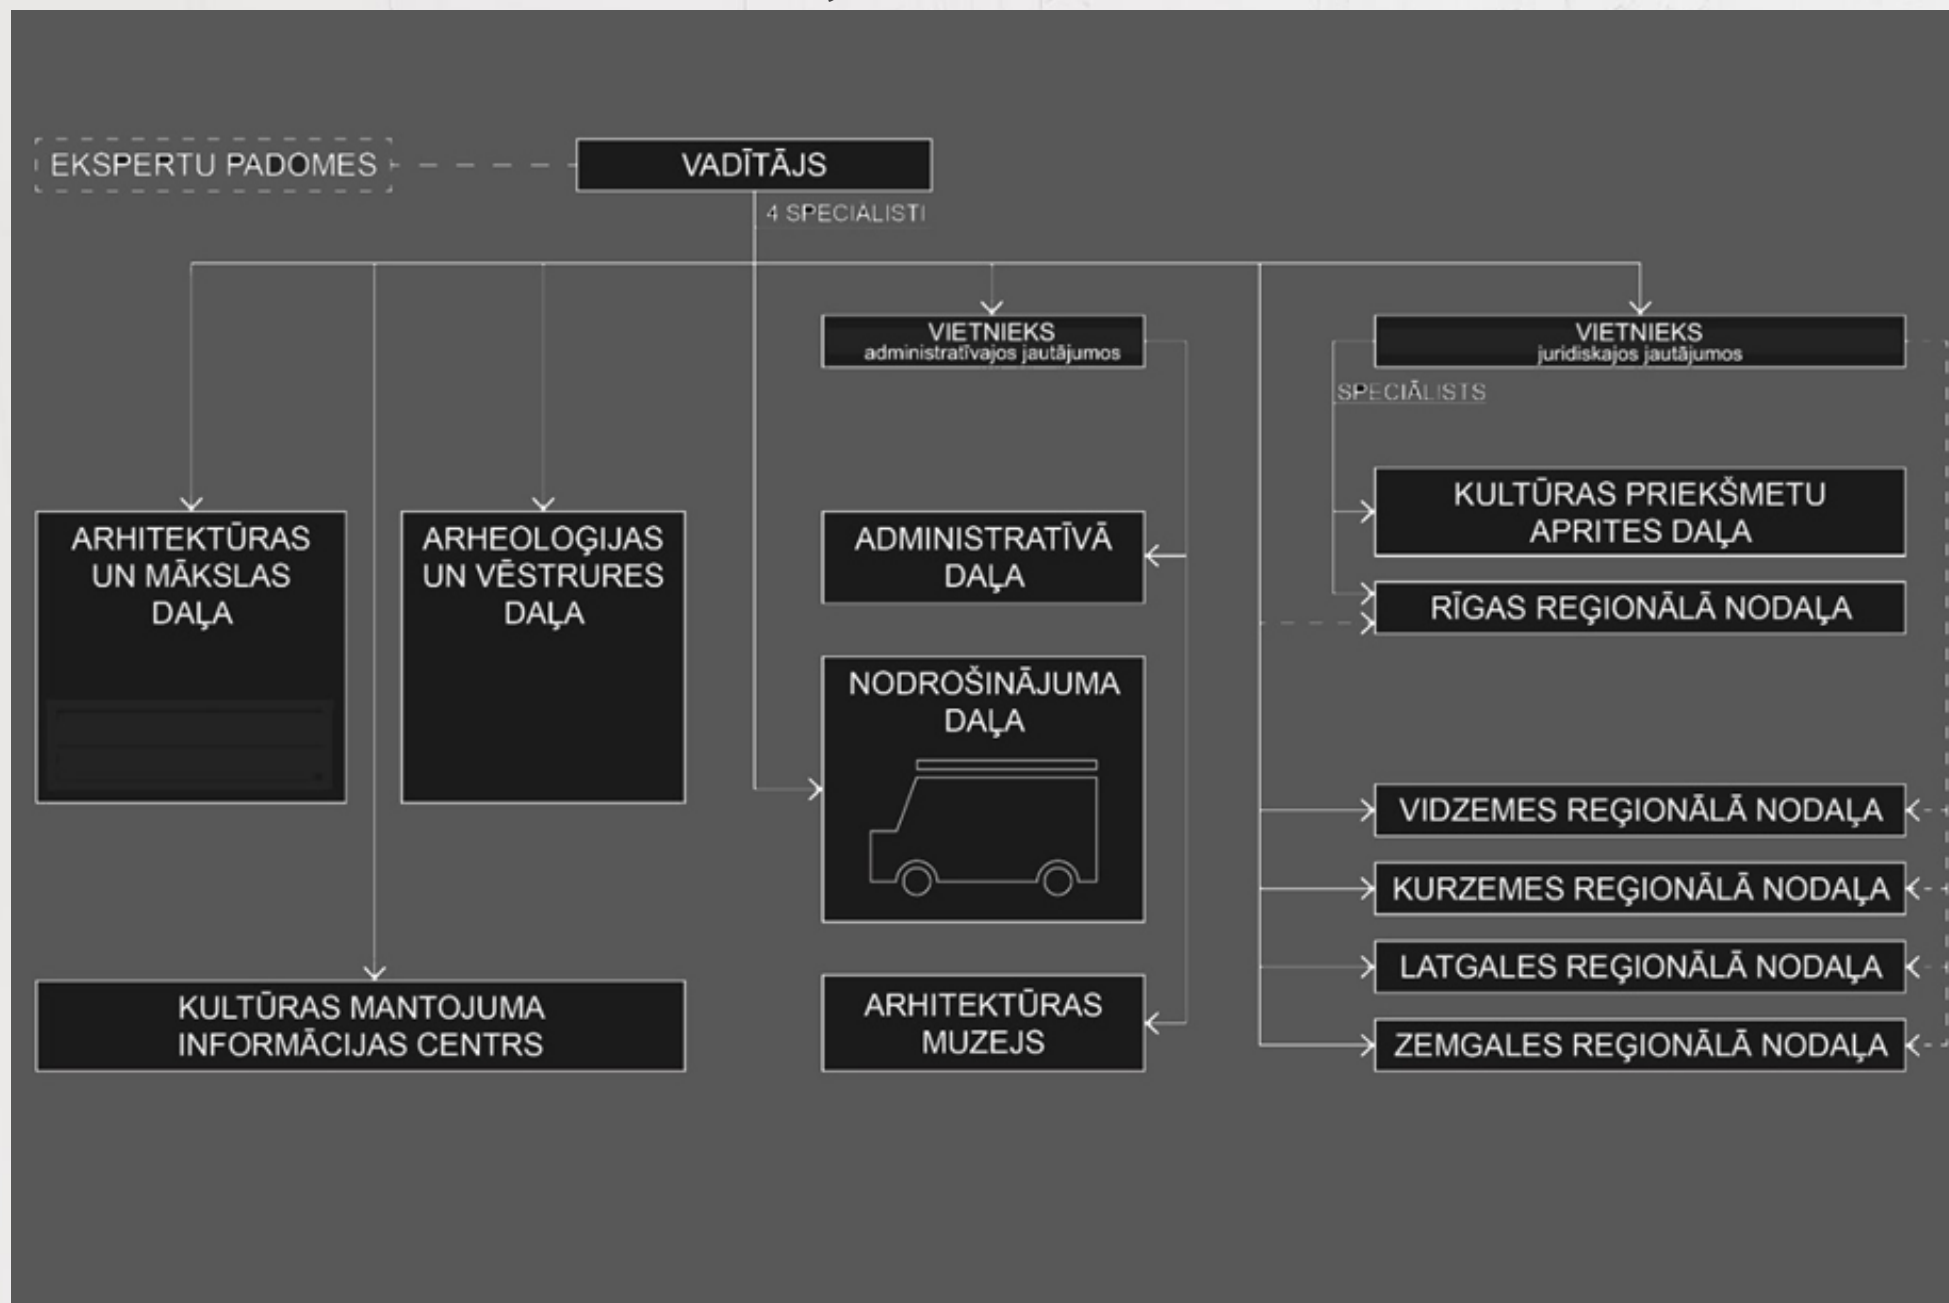 EKSPERTU PADOMES
VADĪTĀJS
4 SPECIĀLISTI
VIETNIEKS
administratīvajos jautājumos
VIETNIEKS
juridiskajos jautājumos
SPECIĀLISTS
ARHITEKTŪRAS
UN MĀKSLAS
DAĻA
ARHEOLOĢIJAS
UN VĒSTRURES
DAĻA
ADMINISTRATĪVĀ
DAĻA
KULTŪRAS PRIEKŠMETU
APRITES DAĻA
RĪGAS REĢIONĀLĀ NODAĻA
NODROŠINĀJUMA
DAĻA
VIDZEMES REĢIONĀLĀ NODAĻA
KURZEMES REĢIONĀLĀ NODAĻA
LATGALES REĢIONĀLĀ NODAĻA
ZEMGALES REĢIONĀLĀ NODAĻA
KULTŪRAS MANTOJUMA
INFORMĀCIJAS CENTRS
ARHITEKTŪRAS
MUZEJS